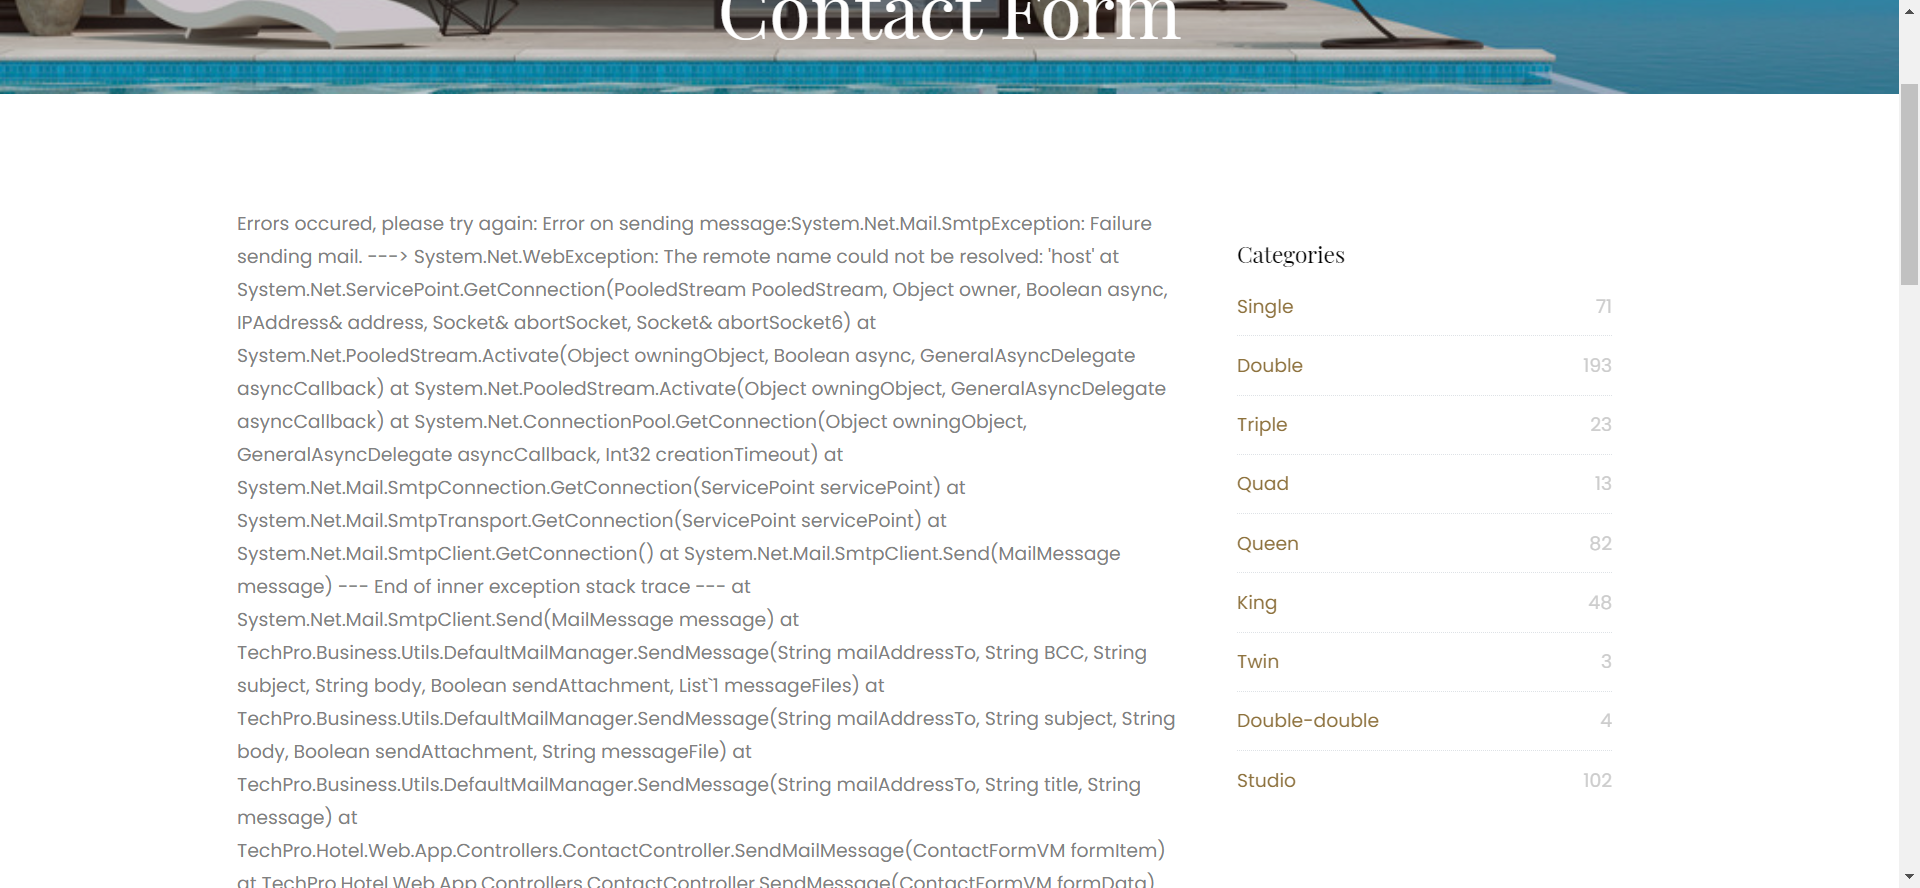 Contact Form
Errors occured, please try again: Error on sending message:System.Net.Mail.SmtpException: Failure
sending mail. ---> System.Net.WebException: The remote name could not be resolved: 'host' at
System.Net.ServicePoint.GetConnection(PooledStream PooledStream, Object owner, Boolean async,
IPAddress& address, Socket& abortSocket, Socket& abortSocket6) at
System.Net.PooledStream.Activate(Object owningObject, Boolean async, GeneralAsyncDelegate
asyncCallback) at System.Net.PooledStream.Activate(Object owningObject, GeneralAsyncDelegate
asyncCallback) at System.Net.ConnectionPool.GetConnection(Object owningObject,
GeneralAsyncDelegate asyncCallback, Int32 creationTimeout) at
System.Net.Mail.SmtpConnection.GetConnection(ServicePoint servicePoint) at
System.Net.Mail.SmtpTransport.GetConnection(ServicePoint servicePoint) at
System.Net.Mail.SmtpClient.GetConnection() at System.Net.Mail.SmtpClient.Send(MailMessage
message) --- End of inner exception stack trace --- at
System.Net.Mail.SmtpClient.Send(MailMessage message) at
TechPro.Business.Utils.DefaultMailManager.SendMessage(String mailAddressTo, String BCC, String
subject, String body, Boolean sendAttachment, List`1 messageFiles) at
TechPro.Business.Utils.DefaultMailManager.SendMessage(String mailAddressTo, String subject, String
body, Boolean sendAttachment, String messageFile) at
TechPro.Business.Utils.DefaultMailManager.SendMessage(String mailAddressTo, String title, String
message) at
TechPro.Hotel.Web.App.Controllers.ContactController.SendMailMessage(ContactFormVM formItem)
at TechPro.Hotel.Web.App.Controllers.ContactController.SendMessage(ContactFormVM formData)
Categories
Single 71
Double 193
Triple 23
Quad 13
Queen 82
King 48
Twin 3
Double-double 4
Studio 102